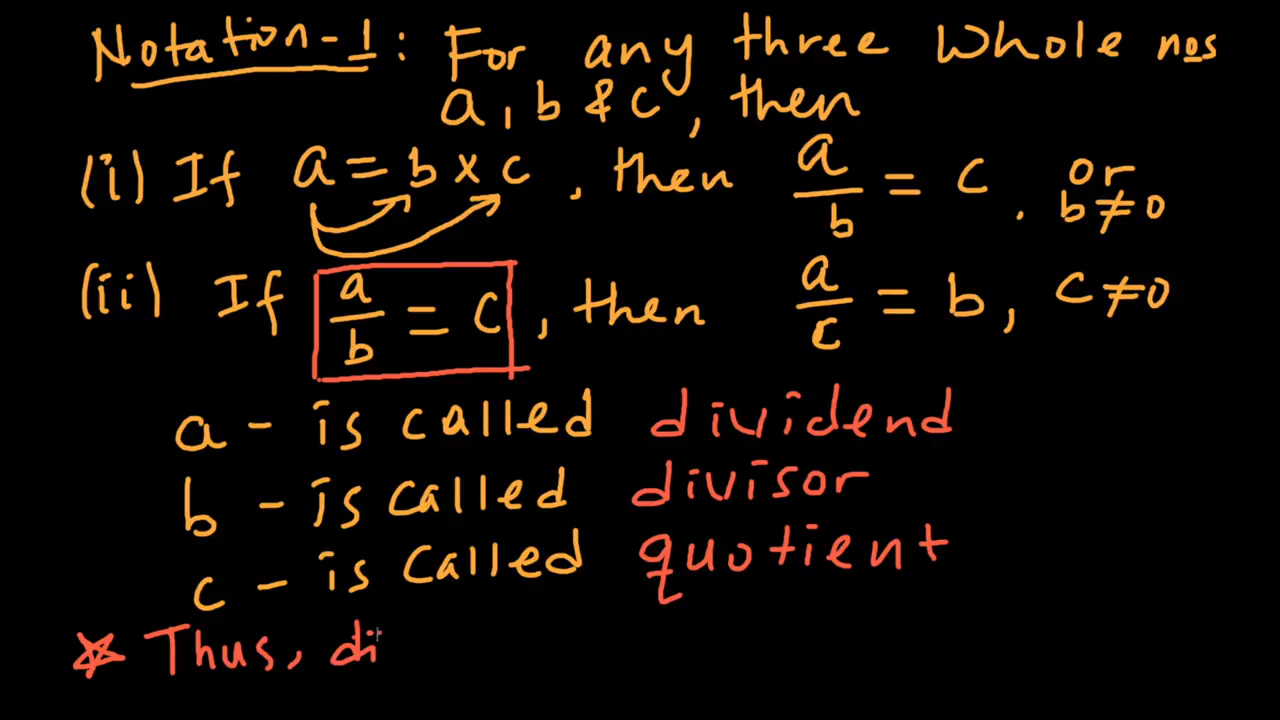 Notation-1: For any three Whole nos
a, b & c, then
(i) If a = b × c, then a/b = c. or b ≠ 0
(ii) If a/b = c, then a/c = b, c ≠ 0
a - is called dividend
b - is called divisor
c - is called quotient
☆ Thus, di